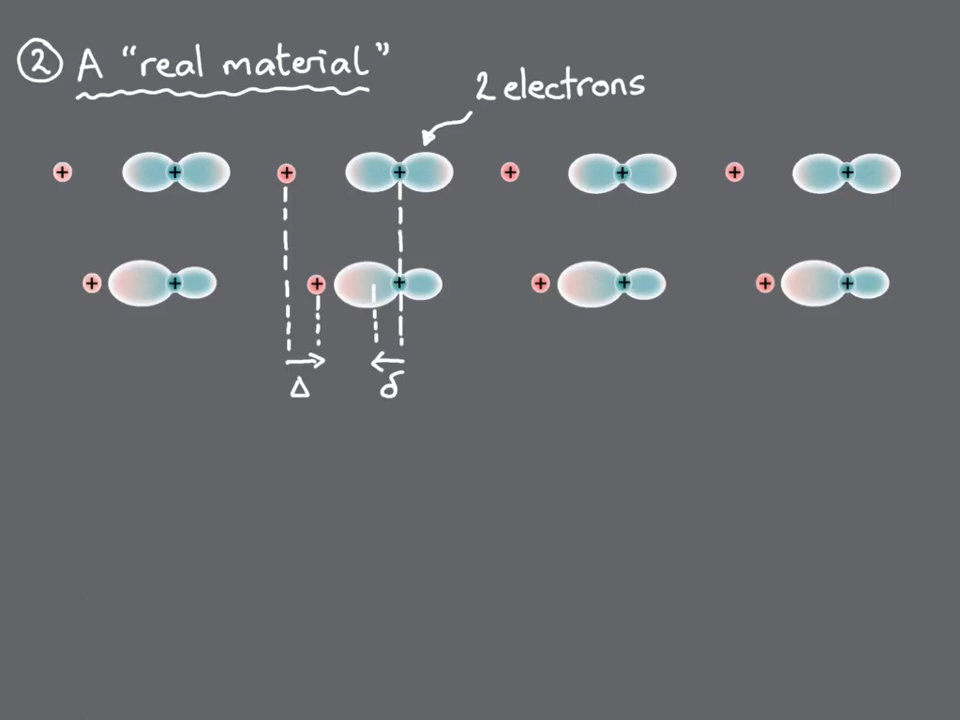 ② A “real material”
2 electrons
+ + + + + + + +
+ + + + + + + +
Δ δ